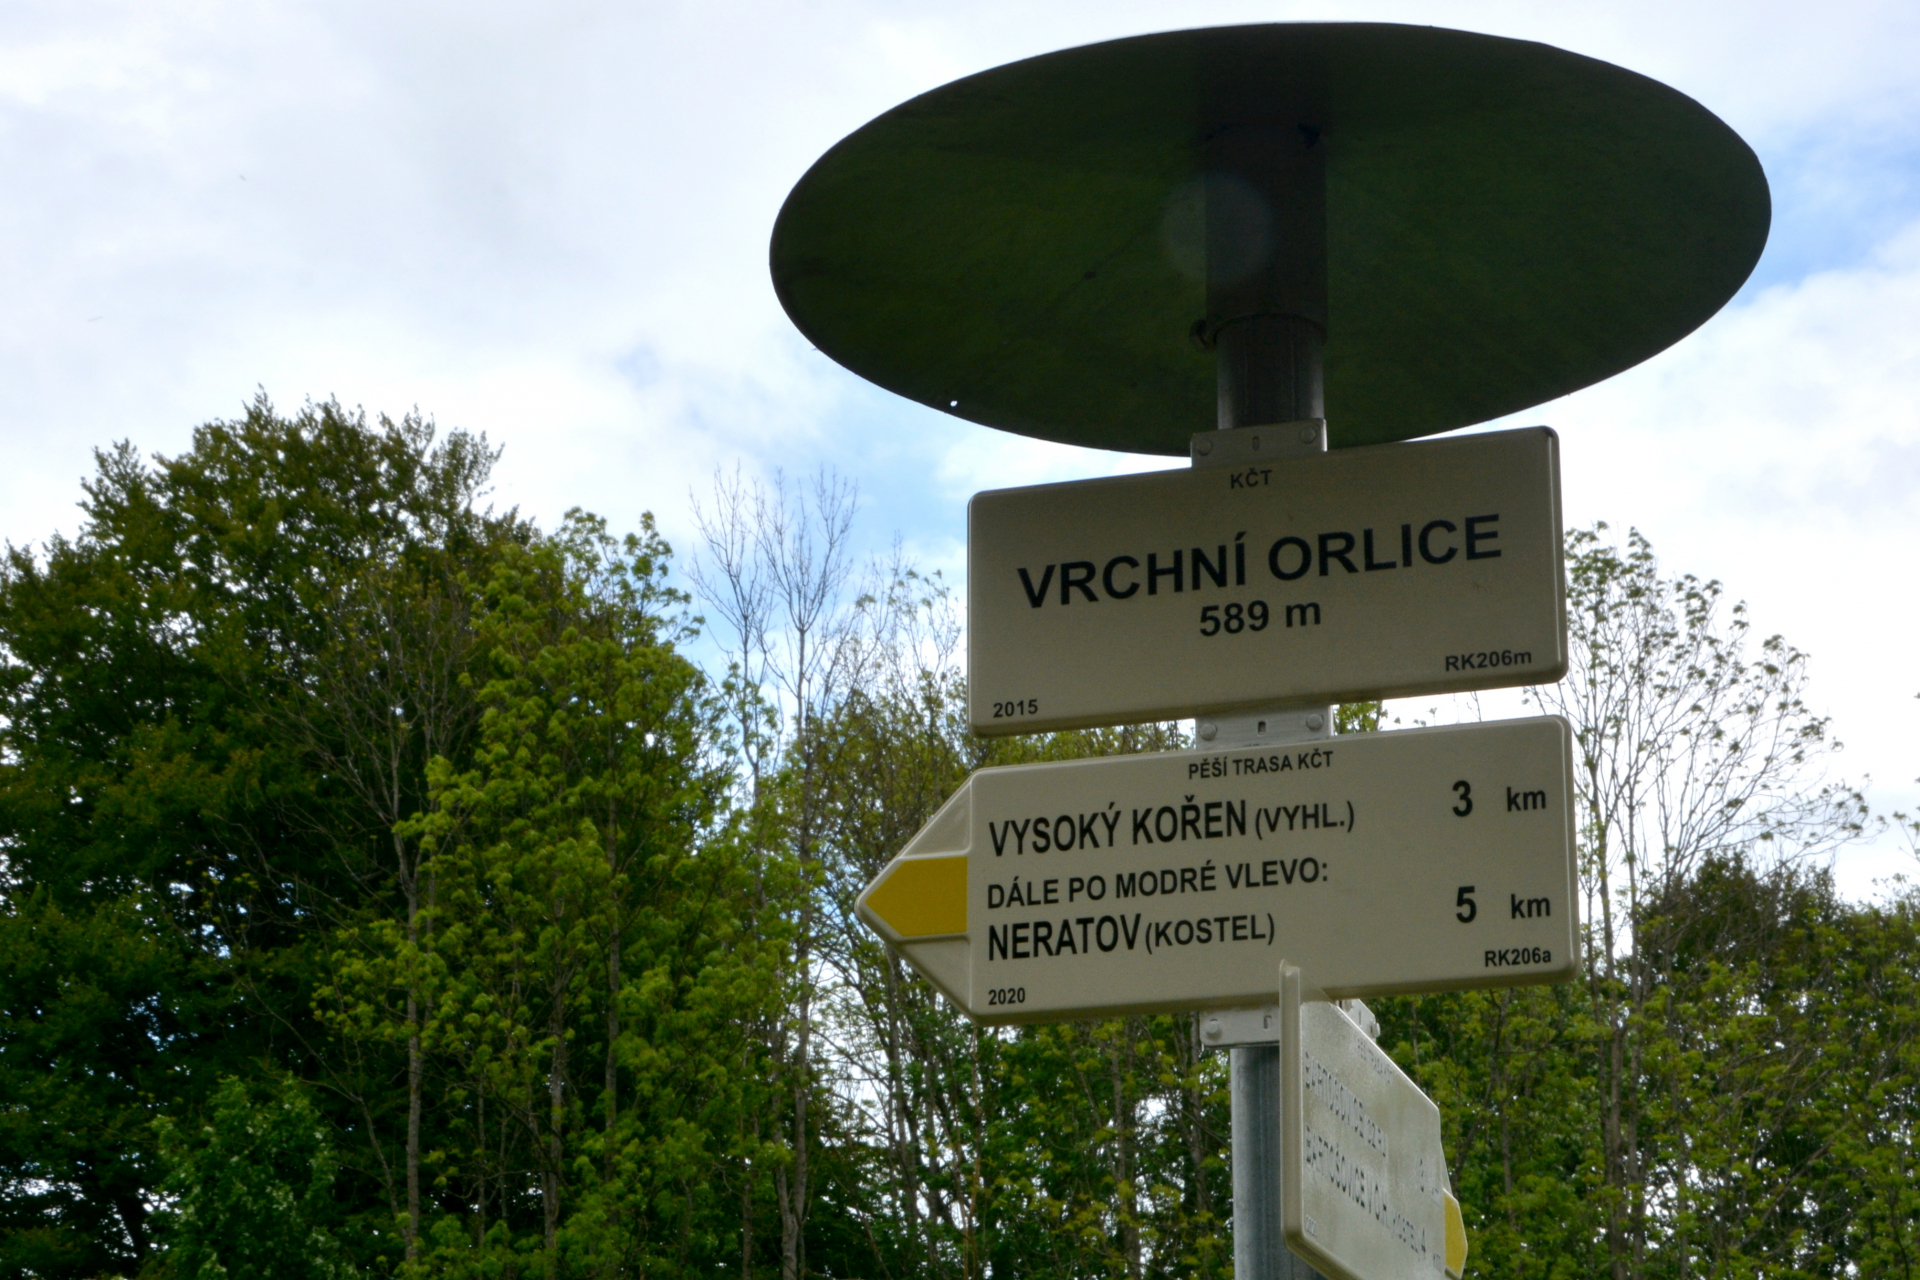 KČT
VRCHNÍ ORLICE
589 m
RK206m
2015
PĚŠÍ TRASA KČT
VYSOKÝ KOŘEN (VYHL.) 3 km
DÁLE PO MODRÉ VLEVO:
NERATOV (KOSTEL) 5 km
RK206a
2020